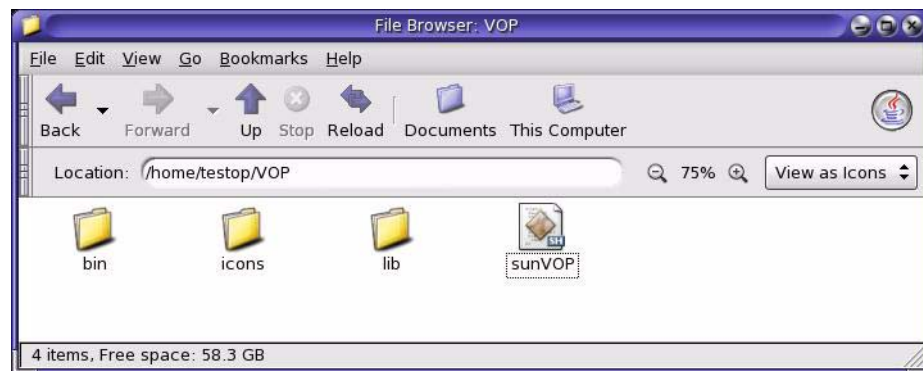 File Browser: VOP
File Edit View Go Bookmarks Help
Back Forward Up Stop Reload Documents This Computer
Location: /home/testop/VOP 75% View as Icons
bin icons lib sunVOP
SH
4 items, Free space: 58.3 GB